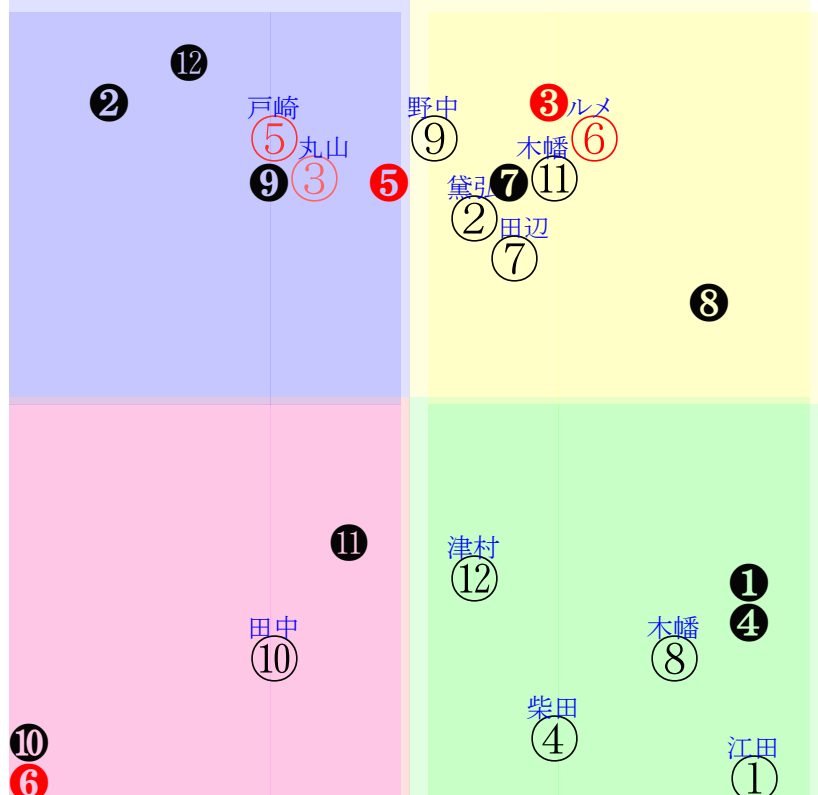 ⓬
❷
❸
戸崎
⑤
野中
⑨
ルメ
⑥
丸山
③
木幡
⑪
❾
❺
❼
黛弘
②
田辺
⑦
❽
⓫
津村
⑫
❶
❹
田中
⑩
木幡
⑧
柴田
④
❿
❻
江田
①